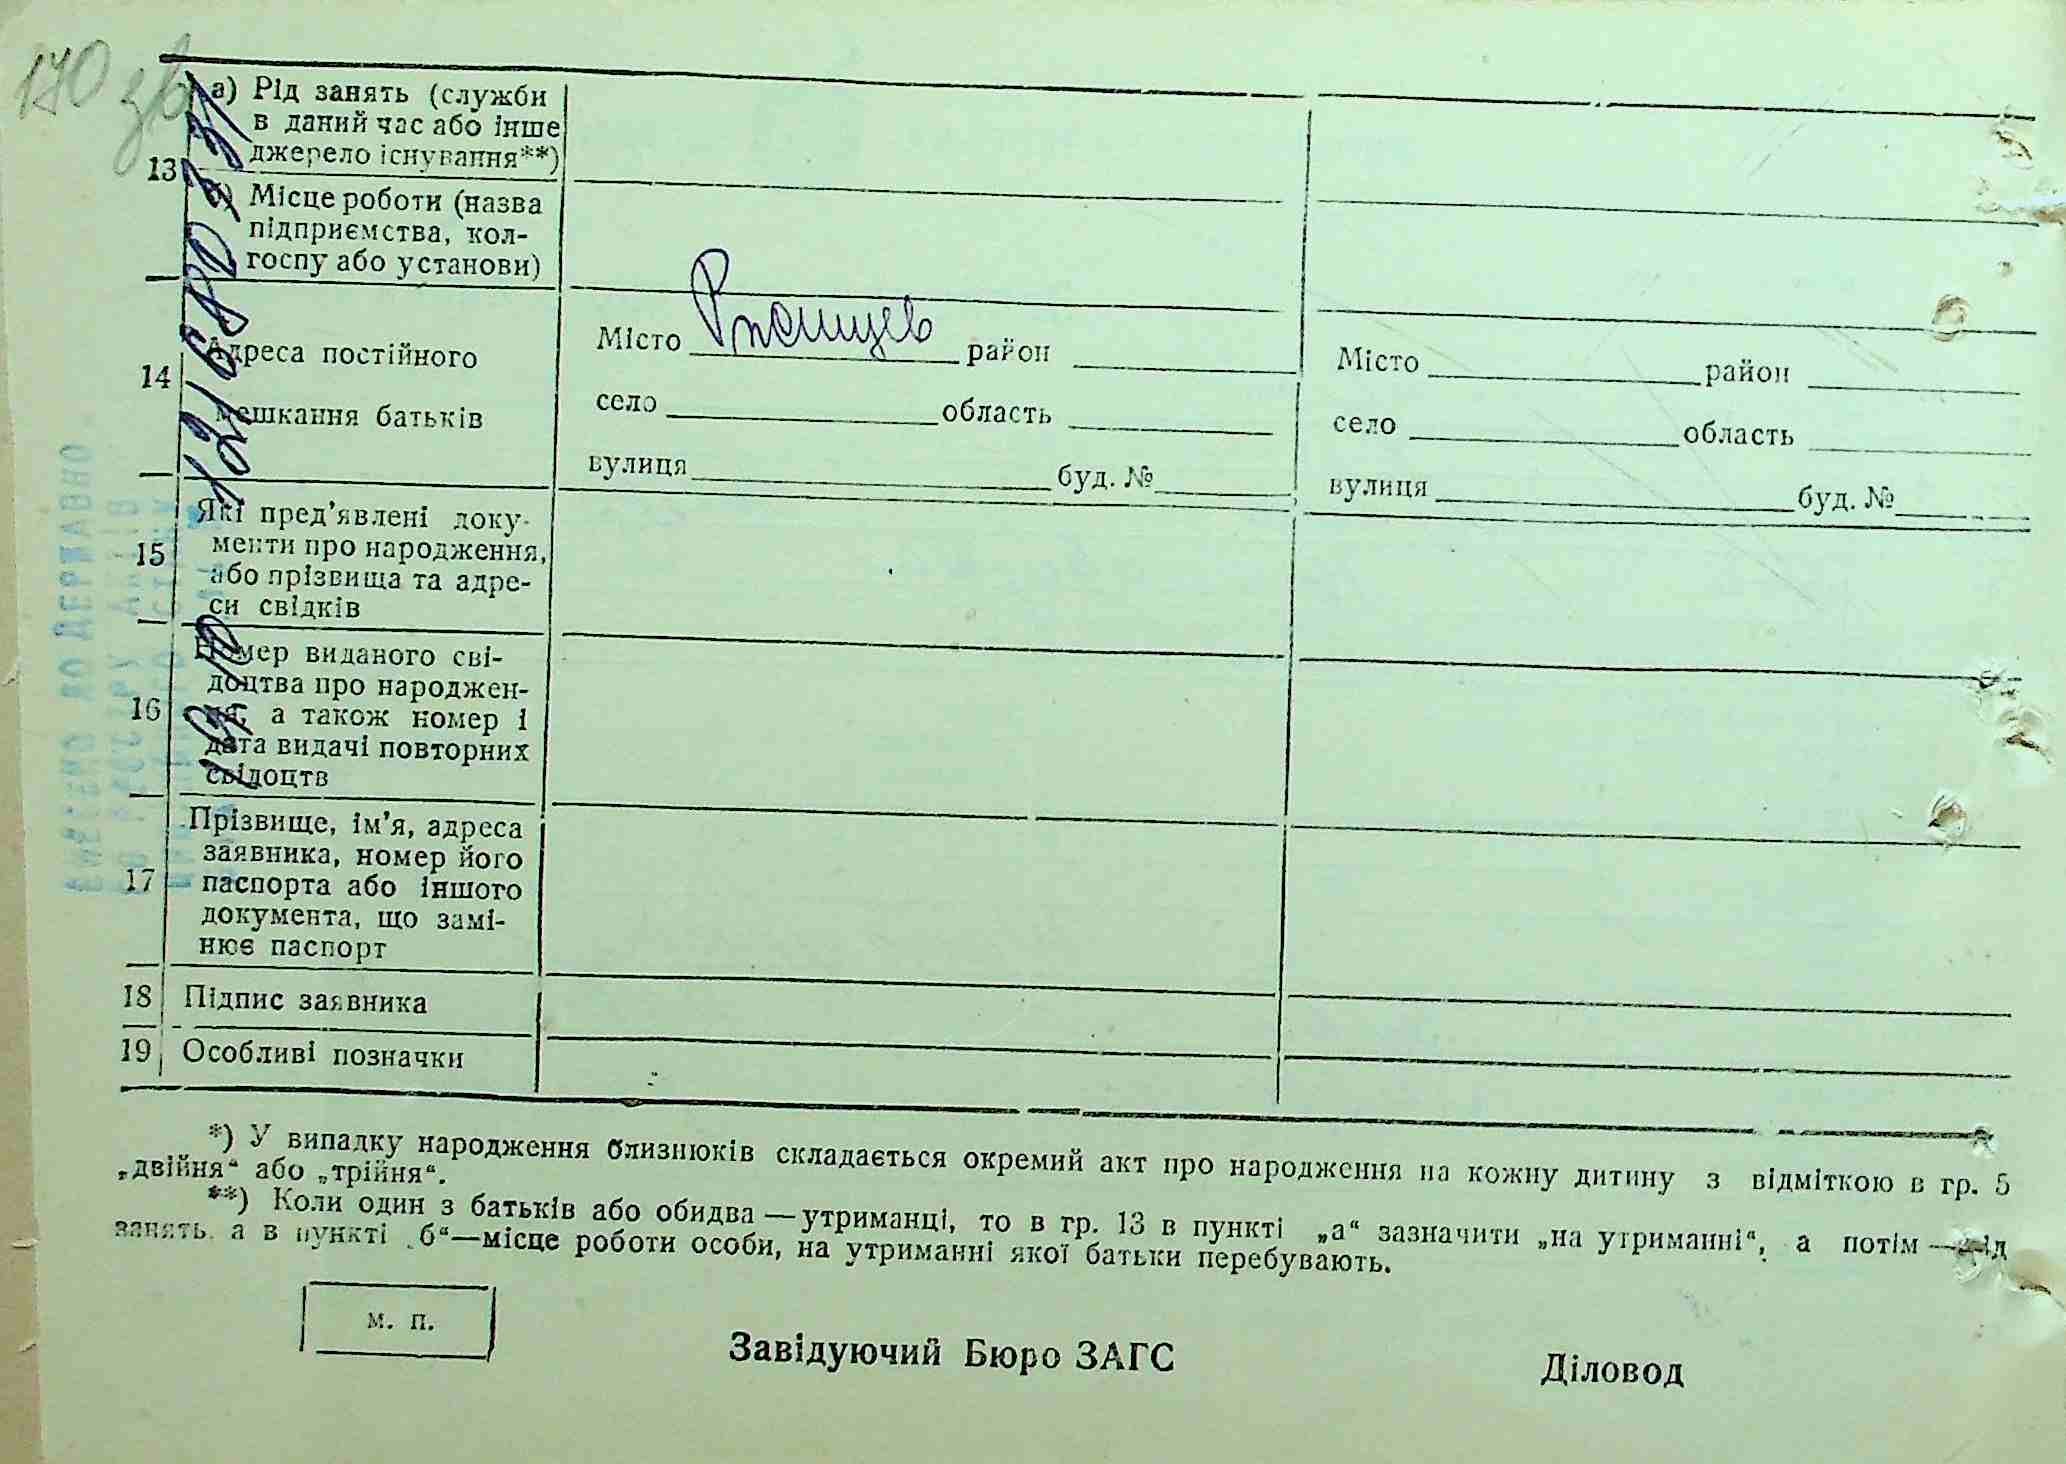 170 зв
13
а) Рід занять (служби
в даний час або інше
джерело існування**)
б) Місце роботи (назва
підприємства, кол-
госпу або установи)
14
Адреса постійного
мешкання батьків
Місто Ржищев район
село область
вулиця буд. №
Місто район
село область
вулиця буд. №
15
Які пред'явлені доку-
менти про народження,
або прізвища та адре-
си свідків
16
Номер виданого сві-
доцтва про народжен-
ня, а також номер і
дата видачі повторних
свідоцтв
17
Прізвище, ім'я, адреса
заявника, номер його
паспорта або іншого
документа, що замі-
нює паспорт
18 Підпис заявника
19 Особливі позначки
*) У випадку народження близнюків складається окремий акт про народження на кожну дитину з відміткою в гр. 5
„двійня“ або „трійня“.
**) Коли один з батьків або обидва—утриманці, то в гр. 13 в пункті „а“ зазначити „на утриманні“, а потім—рід
занять, а в пункті „б“—місце роботи особи, на утриманні якої батьки перебувають.
м. п.
Завідуючий Бюро ЗАГС
Діловод